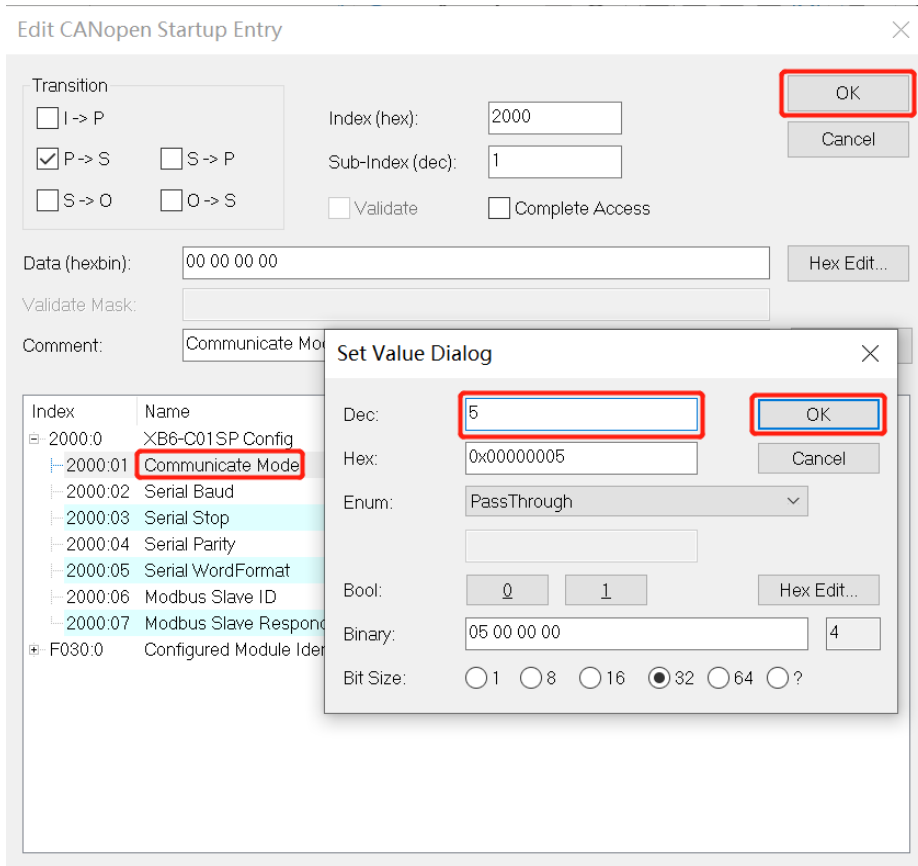 Edit CANopen Startup Entry
Transition
I -> P
P -> S
S -> P
S -> O
O -> S
Index (hex):
2000
Sub-Index (dec):
1
Validate
Complete Access
OK
Cancel
Data (hexbin):
00 00 00 00
Hex Edit...
Validate Mask:
Comment:
Communicate Mo
Index
Name
2000:0
XB6-C01SP Config
2000:01
Communicate Mode
2000:02
Serial Baud
2000:03
Serial Stop
2000:04
Serial Parity
2000:05
Serial WordFormat
2000:06
Modbus Slave ID
2000:07
Modbus Slave Respond
F030:0
Configured Module Iden
Set Value Dialog
Dec:
5
OK
Hex:
0x00000005
Cancel
Enum:
PassThrough
Bool:
0
1
Hex Edit...
Binary:
05 00 00 00
4
Bit Size:
1
8
16
32
64
?